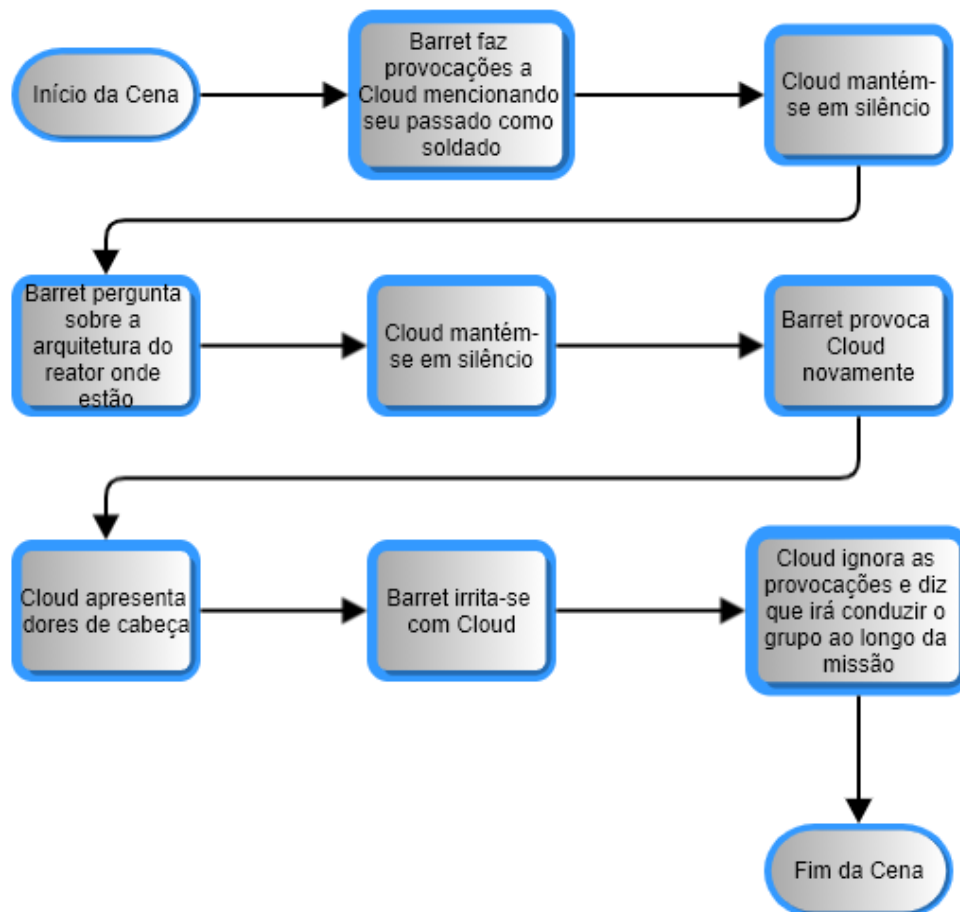 Início da Cena
Barret faz
provocações a
Cloud mencionando
seu passado como
soldado
Cloud mantém-
se em silêncio
Barret pergunta
sobre a
arquitetura do
reator onde
estão
Cloud mantém-
se em silêncio
Barret provoca
Cloud
novamente
Cloud apresenta
dores de cabeça
Barret irrita-se
com Cloud
Cloud ignora as
provocações e diz
que irá conduzir o
grupo ao longo da
missão
Fim da Cena